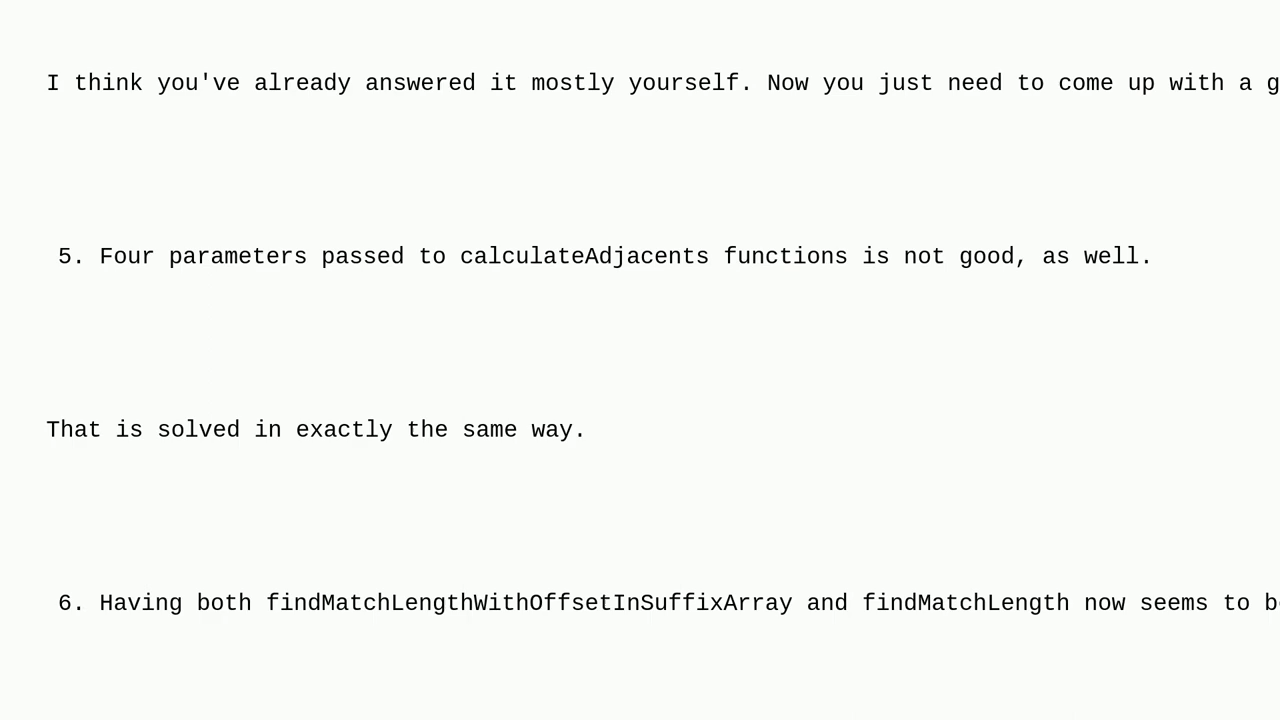 I think you've already answered it mostly yourself. Now you just need to come up with a
5. Four parameters passed to calculateAdjacents functions is not good, as well.
That is solved in exactly the same way.
6. Having both findMatchLengthWithOffsetInSuffixArray and findMatchLength now seems to